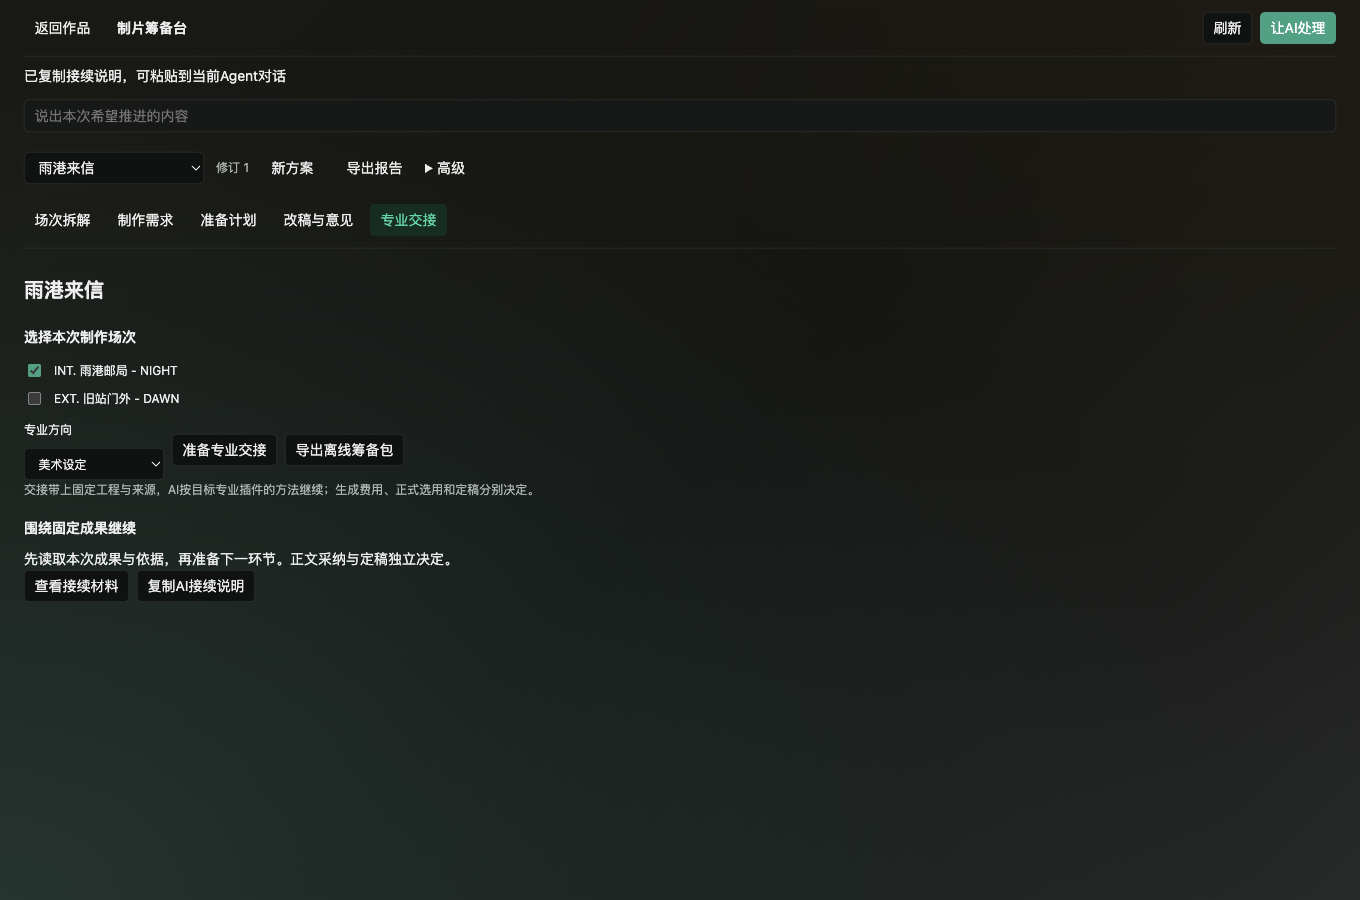 返回作品 制片筹备台 刷新 让AI处理
已复制接续说明，可粘贴到当前Agent对话
说出本次希望推进的内容
雨港来信 修订 1 新方案 导出报告 ▶ 高级
场次拆解 制作需求 准备计划 改稿与意见 专业交接
雨港来信
选择本次制作场次
INT. 雨港邮局 - NIGHT
EXT. 旧站门外 - DAWN
专业方向
美术设定 准备专业交接 导出离线筹备包
交接带上固定工程与来源，AI按目标专业插件的方法继续；生成费用、正式选用和定稿分别决定。
围绕固定成果继续
先读取本次成果与依据，再准备下一环节。正文采纳与定稿独立决定。
查看接续材料 复制AI接续说明